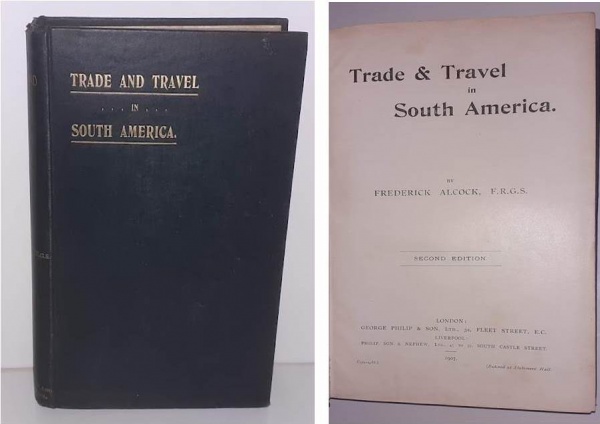 TRADE AND TRAVEL
... IN ...
SOUTH AMERICA.
Trade & Travel
in
South America.
BY
FREDERICK ALCOCK, F.R.G.S.
SECOND EDITION
LONDON:
GEORGE PHILIP & SON, LTD., 32, FLEET STREET, E.C.
LIVERPOOL:
PHILIP, SON & NEPHEW, LTD., 45 TO 51, SOUTH CASTLE STREET.
1907.
(Entered at Stationers' Hall)